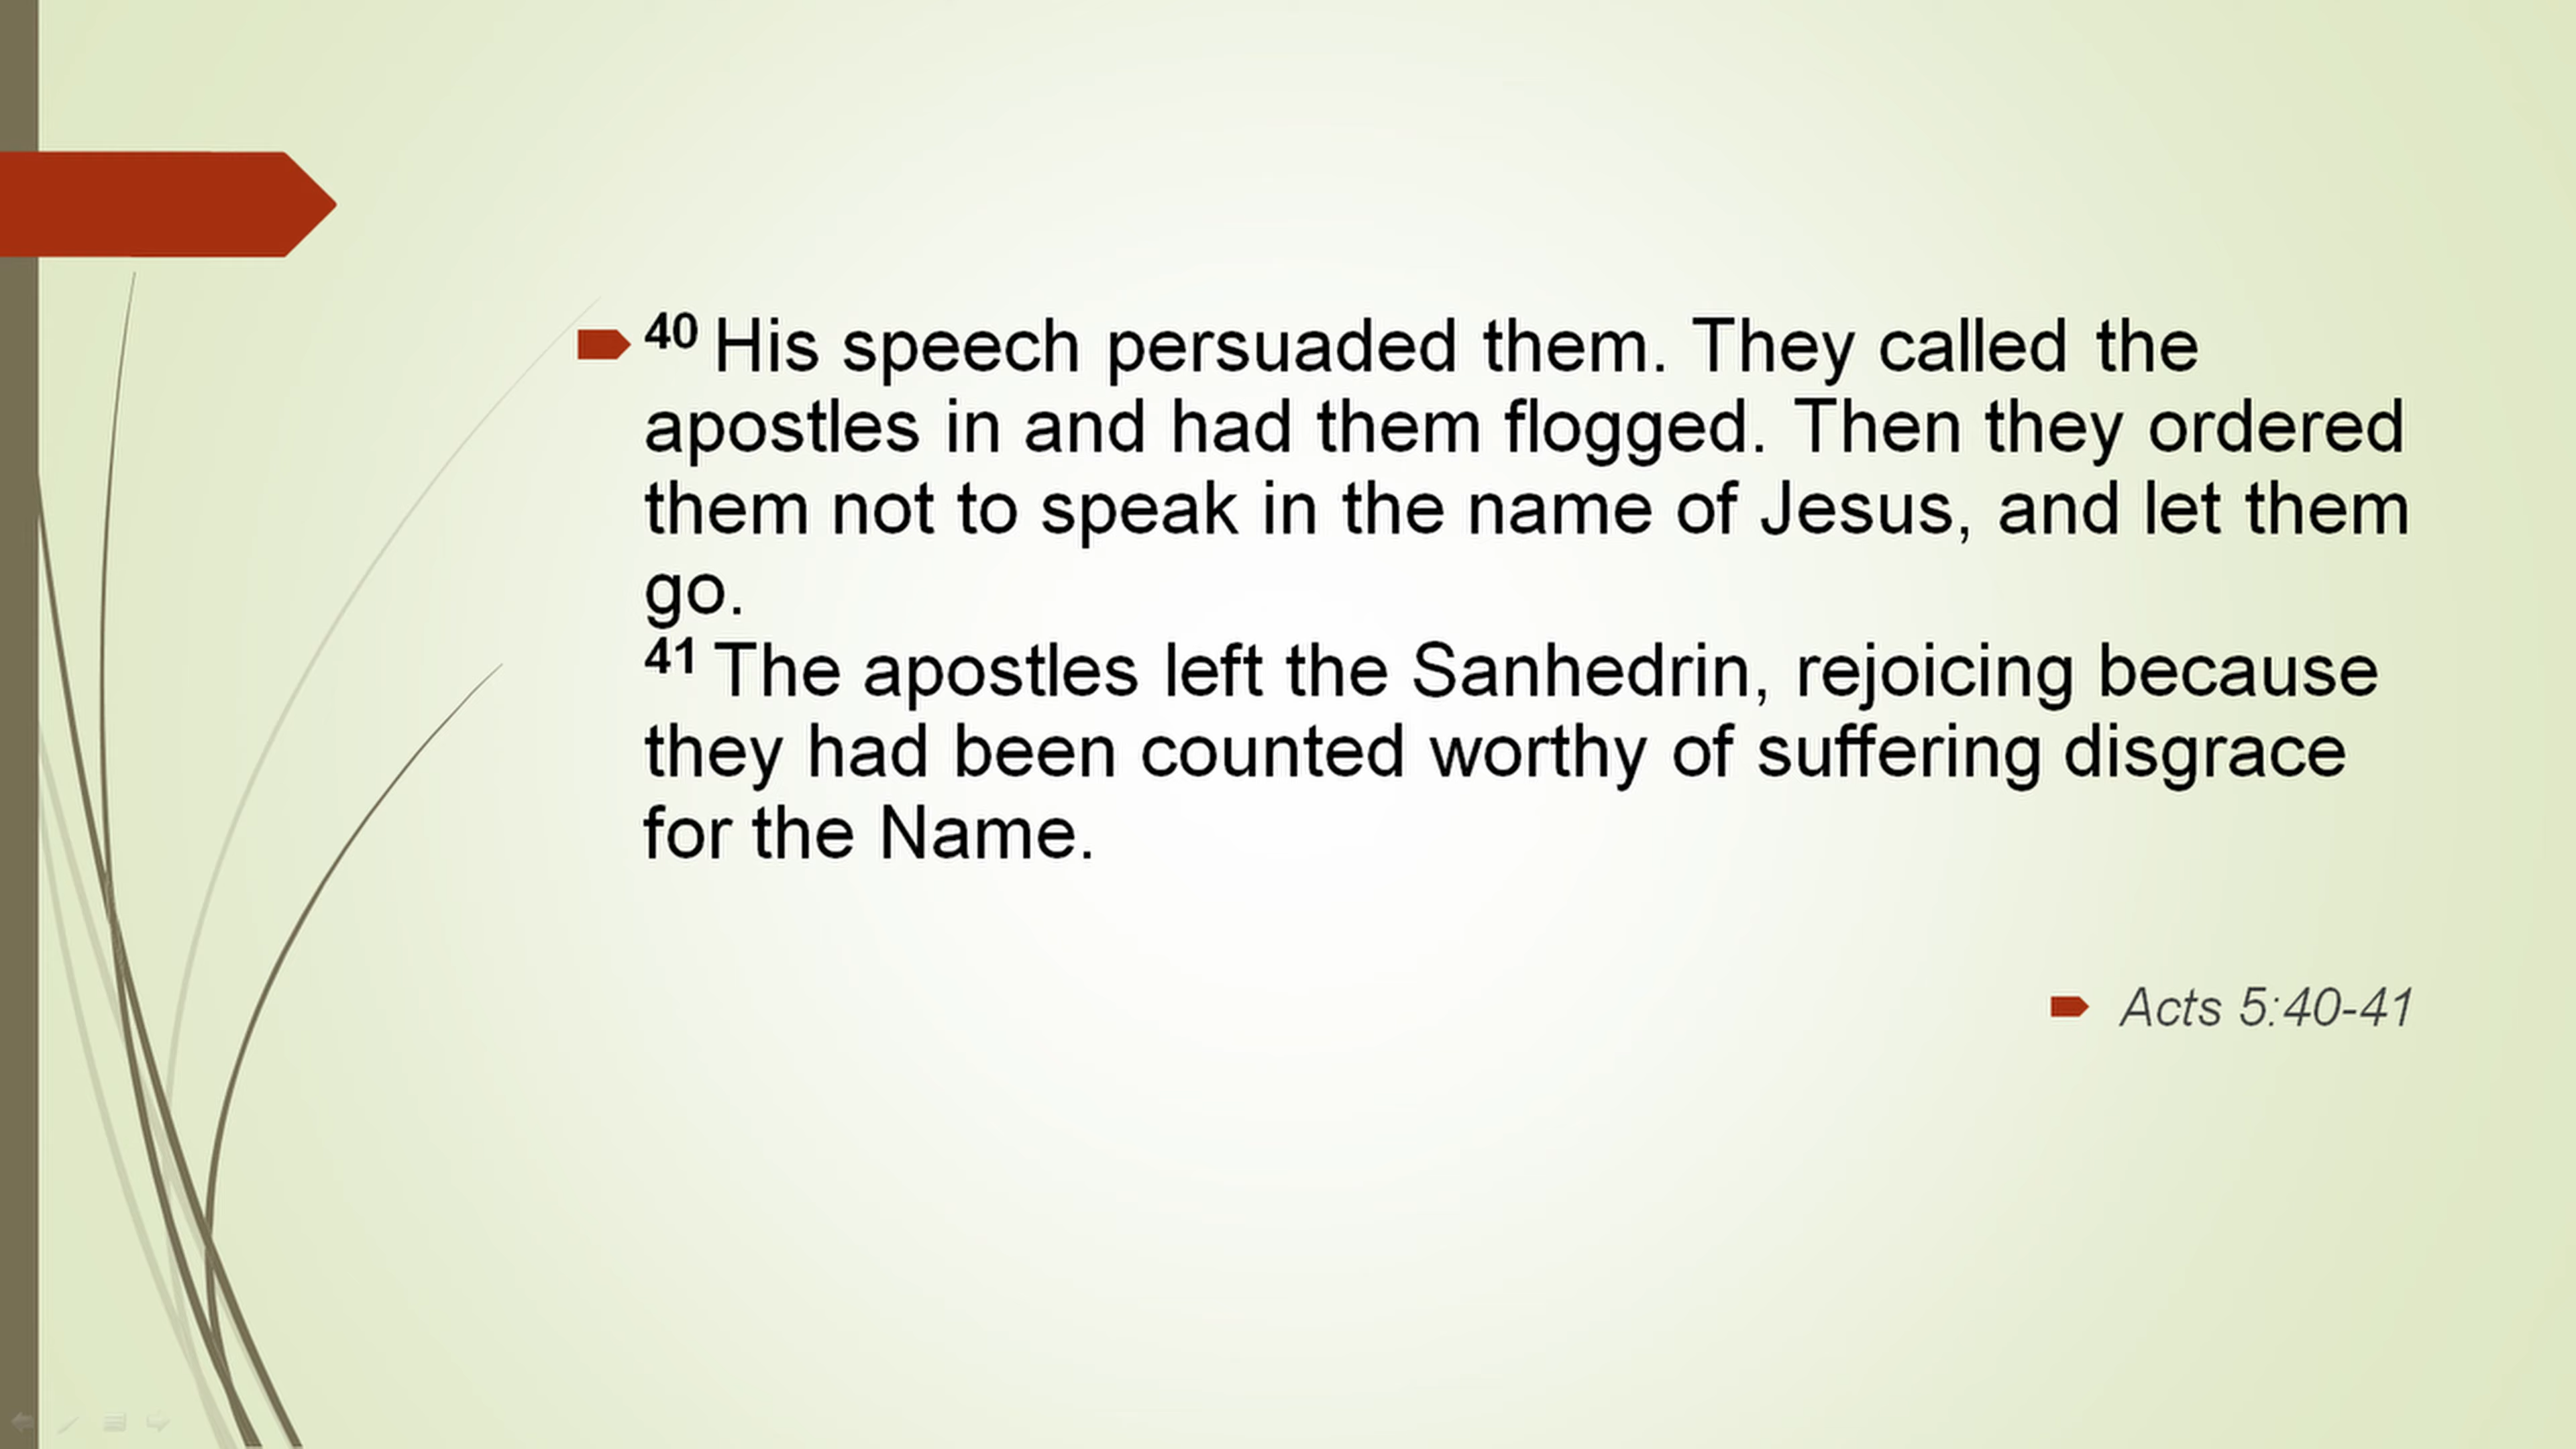 40 His speech persuaded them. They called the
apostles in and had them flogged. Then they ordered
them not to speak in the name of Jesus, and let them
go.
41 The apostles left the Sanhedrin, rejoicing because
they had been counted worthy of suffering disgrace
for the Name.
Acts 5:40-41